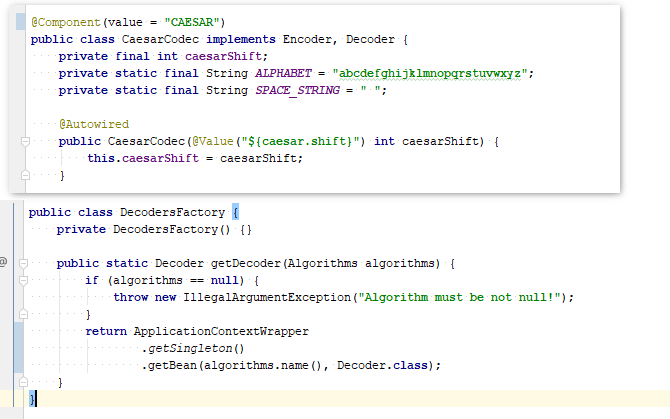 @Component(value = "CAESAR")
public class CaesarCodec implements Encoder, Decoder {
    private final int caesarShift;
    private static final String ALPHABET = "abcdefghijklmnopqrstuvwxyz";
    private static final String SPACE_STRING = " ";

    @Autowired
    public CaesarCodec(@Value("${caesar.shift}") int caesarShift) {
        this.caesarShift = caesarShift;
    }
public class DecodersFactory {
    private DecodersFactory() {}

@
    public static Decoder getDecoder(Algorithms algorithms) {
        if (algorithms == null) {
            throw new IllegalArgumentException("Algorithm must be not null!");
        }
        return ApplicationContextWrapper
                .getSingleton()
                .getBean(algorithms.name(), Decoder.class);
    }
}